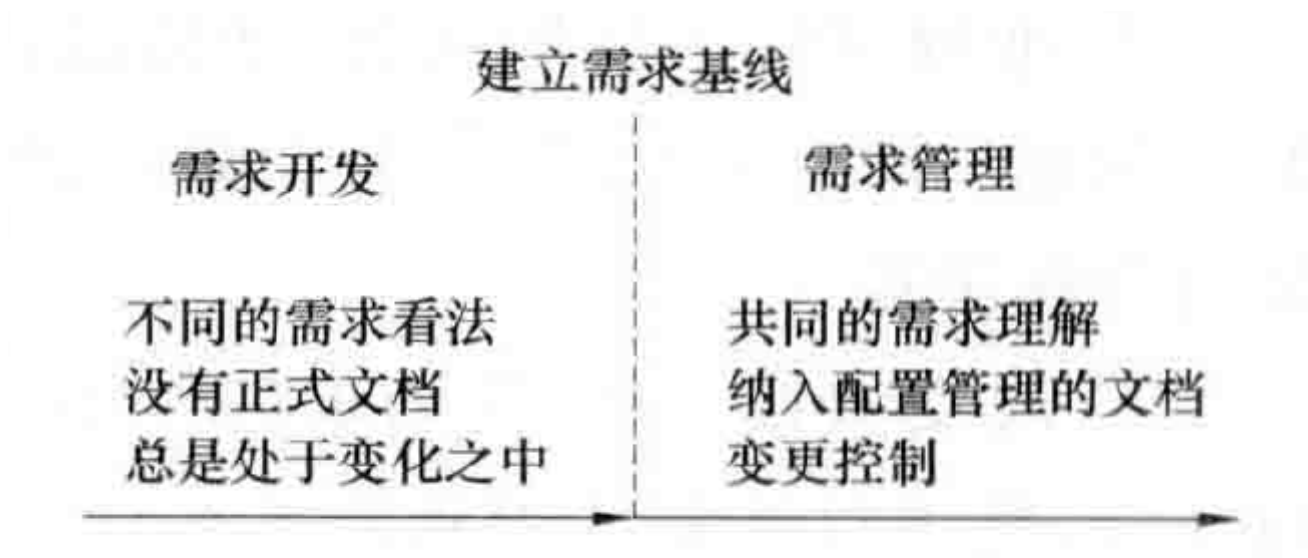 建立需求基线
需求开发
需求管理
不同的需求看法
没有正式文档
总是处于变化之中
共同的需求理解
纳入配置管理的文档
变更控制